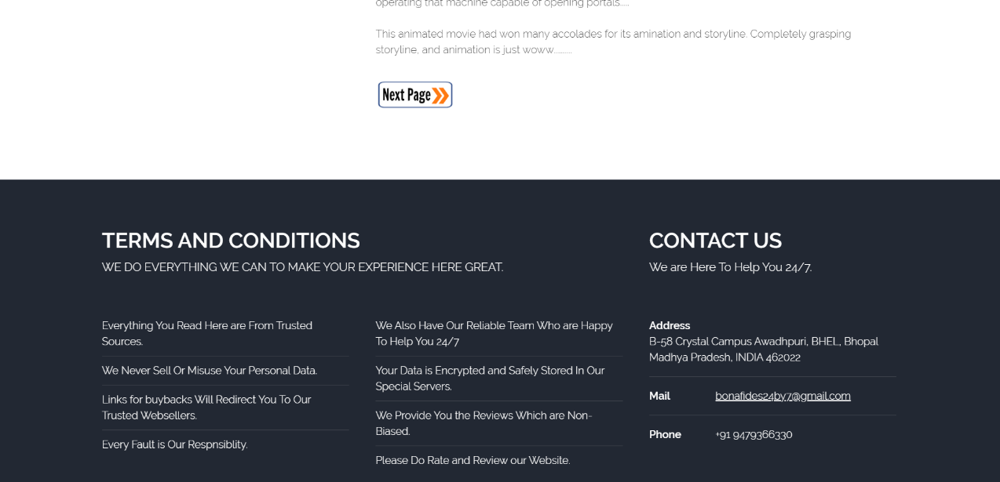 operating that machine capable of opening portals.....
This animated movie had won many accolades for its amination and storyline. Completely grasping
storyline, and animation is just woww..........
Next Page
TERMS AND CONDITIONS
WE DO EVERYTHING WE CAN TO MAKE YOUR EXPERIENCE HERE GREAT.
Everything You Read Here are From Trusted
Sources.
We Never Sell Or Misuse Your Personal Data.
Links for buybacks Will Redirect You To Our
Trusted Websellers.
Every Fault is Our Respnsiblity.
We Also Have Our Reliable Team Who are Happy
To Help You 24/7
Your Data is Encrypted and Safely Stored In Our
Special Servers.
We Provide You the Reviews Which are Non-
Biased.
Please Do Rate and Review our Website.
CONTACT US
We are Here To Help You 24/7.
Address
B-58 Crystal Campus Awadhpuri, BHEL, Bhopal
Madhya Pradesh, INDIA 462022
Mail bonafides24by7@gmail.com
Phone +91 9479366330